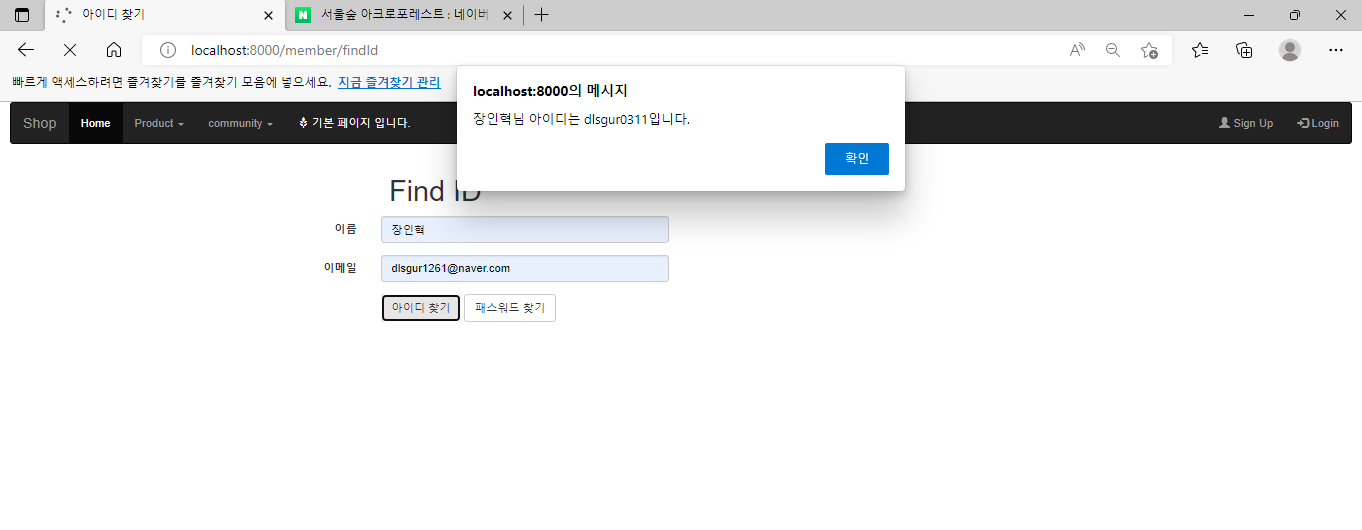 아이디 찾기
서울숲 아크로포레스트 : 네이버
localhost:8000/member/findId
빠르게 액세스하려면 즐겨찾기를 즐겨찾기 모음에 넣으세요. 지금 즐겨찾기 관리
localhost:8000의 메시지
장인혁님 아이디는 dlsgur0311입니다.
확인
Shop Home Product community 기본 페이지 입니다. Sign Up Login
Find ID
이름 장인혁
이메일 dlsgur1261@naver.com
아이디 찾기 패스워드 찾기